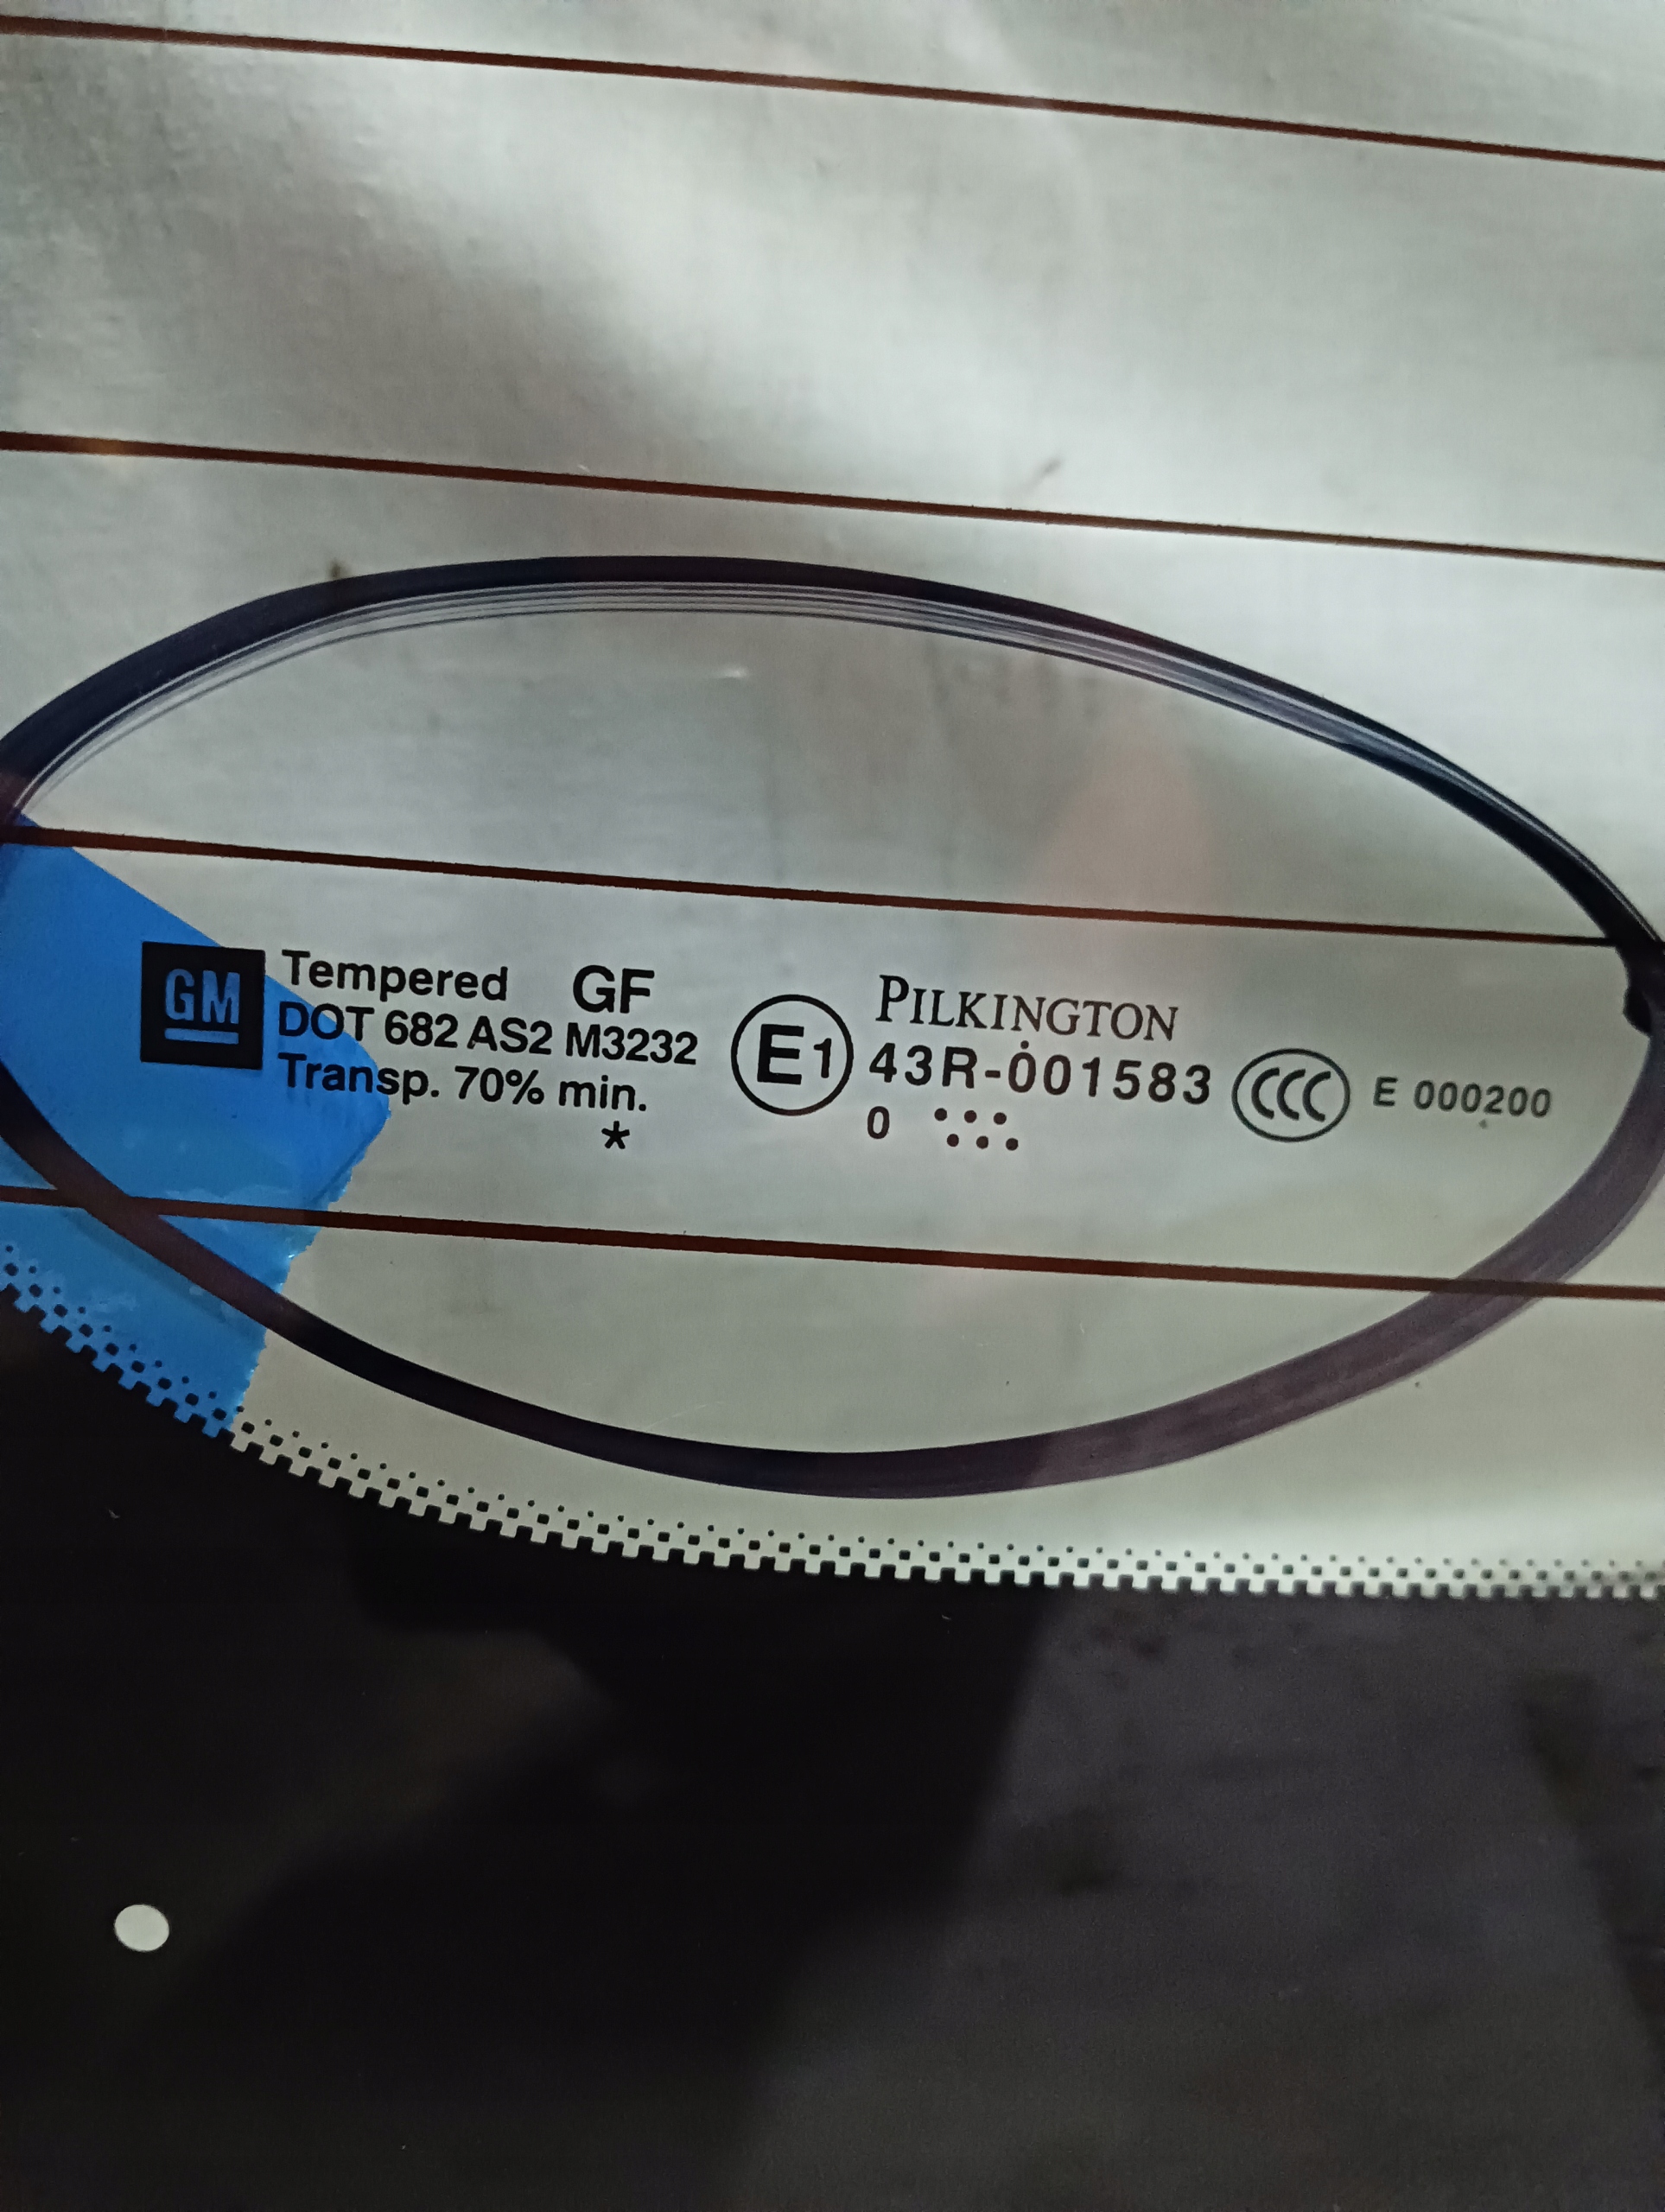 GM
Tempered GF
DOT 682 AS2 M3232
Transp. 70% min.
*
E1
PILKINGTON
43R-001583
0
CCC
E 000200